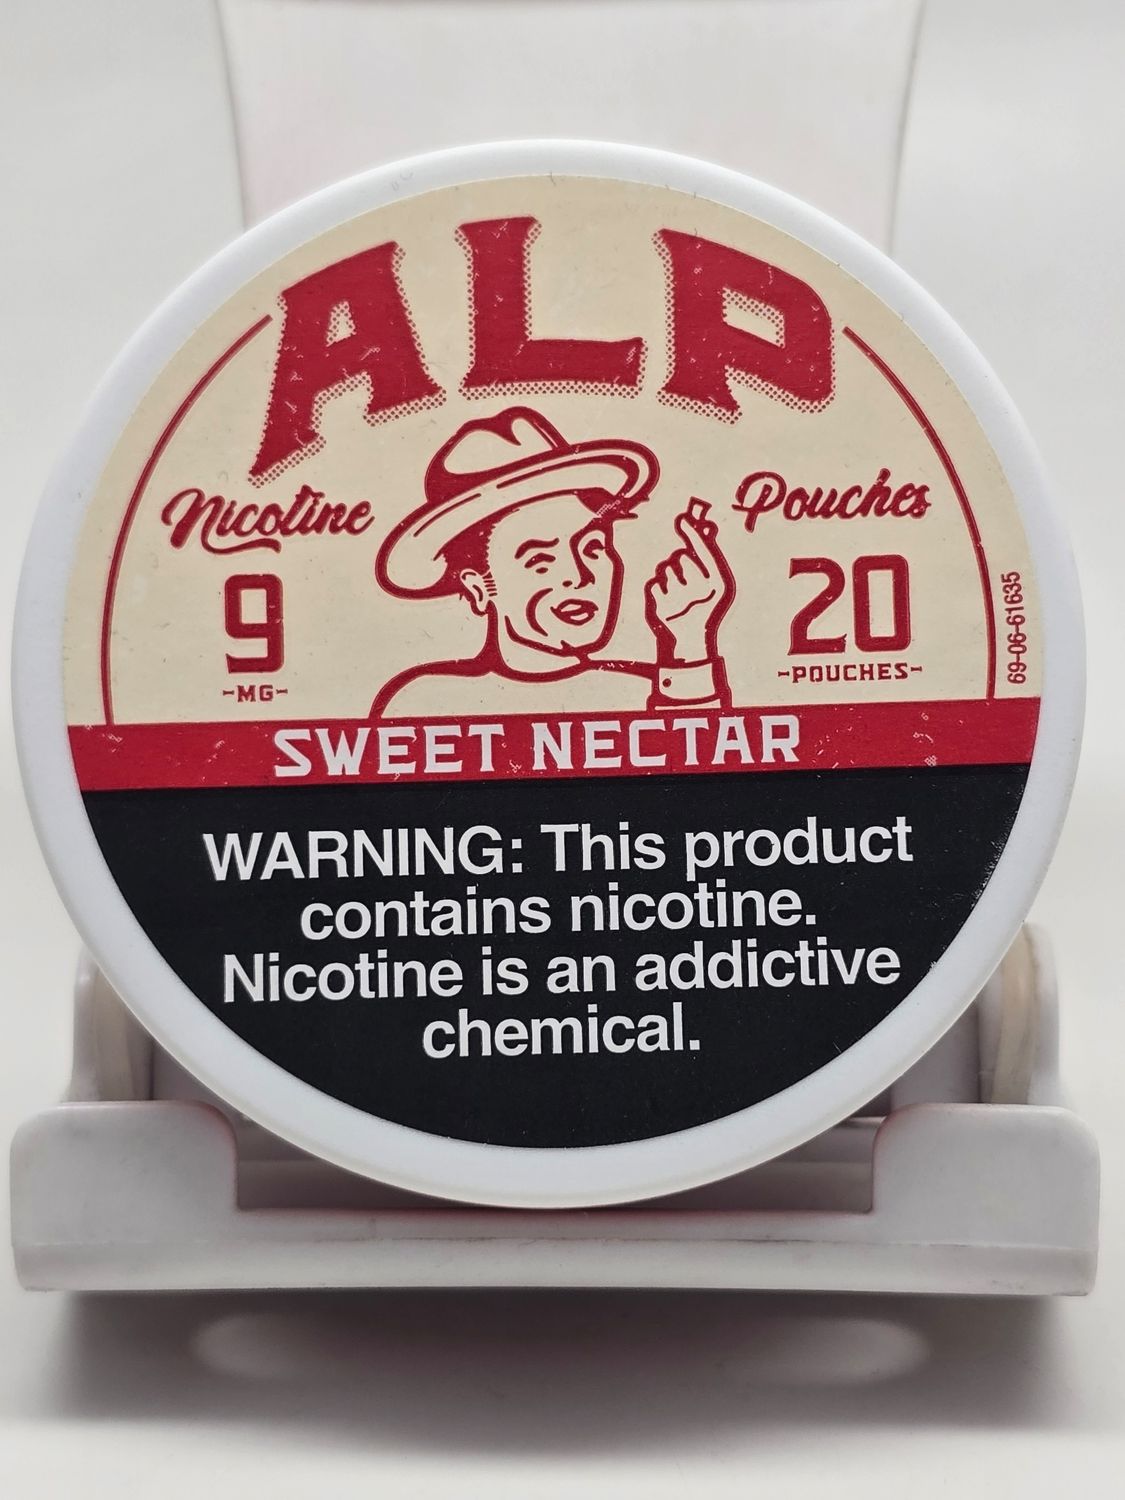 ALP
Nicotine
Pouches
9
-MG-
20
-POUCHES-
69-06-61635
SWEET NECTAR
WARNING: This product
contains nicotine.
Nicotine is an addictive
chemical.